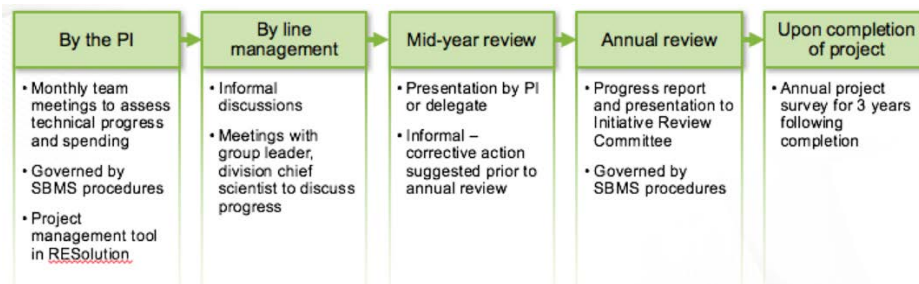 By the PI
• Monthly team
meetings to assess
technical progress
and spending
• Governed by
SBMS procedures
• Project
management tool
in RESolution
By line
management
• Informal
discussions
• Meetings with
group leader,
division chief
scientist to discuss
progress
Mid-year review
• Presentation by PI
or delegate
• Informal –
corrective action
suggested prior to
annual review
Annual review
• Progress report
and presentation to
Initiative Review
Committee
• Governed by
SBMS procedures
Upon completion
of project
• Annual project
survey for 3 years
following
completion